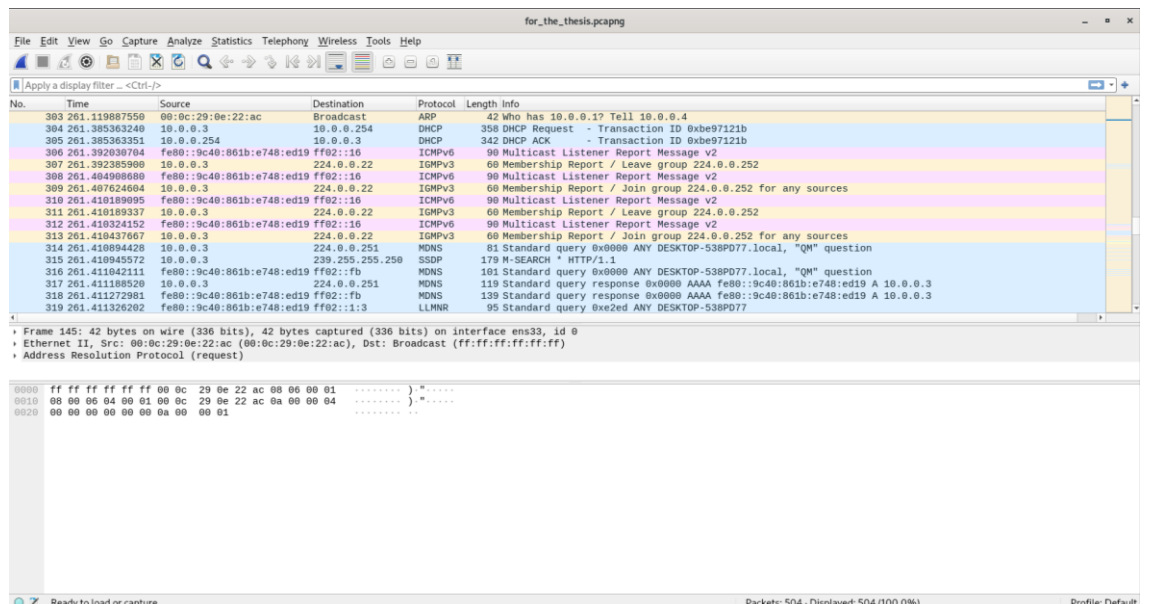 for_the_thesis.pcapng
File Edit View Go Capture Analyze Statistics Telephony Wireless Tools Help
Apply a display filter ... <Ctrl-/>
No. Time Source Destination Protocol Length Info
303 261.119887550 00:0c:29:0e:22:ac Broadcast ARP 42 Who has 10.0.0.1? Tell 10.0.0.4
304 261.385363240 10.0.0.3 10.0.0.254 DHCP 358 DHCP Request - Transaction ID 0xbe97121b
305 261.385363351 10.0.0.254 10.0.0.3 DHCP 342 DHCP ACK - Transaction ID 0xbe97121b
306 261.392030704 fe80::9c40:861b:e748:ed19 ff02::16 ICMPv6 90 Multicast Listener Report Message v2
307 261.392385900 10.0.0.3 224.0.0.22 IGMPv3 60 Membership Report / Leave group 224.0.0.252
308 261.404908680 fe80::9c40:861b:e748:ed19 ff02::16 ICMPv6 90 Multicast Listener Report Message v2
309 261.407624604 10.0.0.3 224.0.0.22 IGMPv3 60 Membership Report / Join group 224.0.0.252 for any sources
310 261.410189095 fe80::9c40:861b:e748:ed19 ff02::16 ICMPv6 90 Multicast Listener Report Message v2
311 261.410189337 10.0.0.3 224.0.0.22 IGMPv3 60 Membership Report / Leave group 224.0.0.252
312 261.410324152 fe80::9c40:861b:e748:ed19 ff02::16 ICMPv6 90 Multicast Listener Report Message v2
313 261.410437667 10.0.0.3 224.0.0.22 IGMPv3 60 Membership Report / Join group 224.0.0.252 for any sources
314 261.410894428 10.0.0.3 224.0.0.251 MDNS 81 Standard query 0x0000 ANY DESKTOP-538PD77.local, "QM" question
315 261.410945572 10.0.0.3 239.255.255.250 SSDP 179 M-SEARCH * HTTP/1.1
316 261.411042111 fe80::9c40:861b:e748:ed19 ff02::fb MDNS 101 Standard query 0x0000 ANY DESKTOP-538PD77.local, "QM" question
317 261.411188520 10.0.0.3 224.0.0.251 MDNS 119 Standard query response 0x0000 AAAA fe80::9c40:861b:e748:ed19 A 10.0.0.3
318 261.411272981 fe80::9c40:861b:e748:ed19 ff02::fb MDNS 139 Standard query response 0x0000 AAAA fe80::9c40:861b:e748:ed19 A 10.0.0.3
319 261.411326202 fe80::9c40:861b:e748:ed19 ff02::1:3 LLMNR 95 Standard query 0xe2ed ANY DESKTOP-538PD77
Frame 145: 42 bytes on wire (336 bits), 42 bytes captured (336 bits) on interface ens33, id 0
Ethernet II, Src: 00:0c:29:0e:22:ac (00:0c:29:0e:22:ac), Dst: Broadcast (ff:ff:ff:ff:ff:ff)
Address Resolution Protocol (request)
0000 ff ff ff ff ff ff 00 0c 29 0e 22 ac 08 06 00 01 ········ )·"·····
0010 08 00 06 04 00 01 00 0c 29 0e 22 ac 0a 00 00 04 ········ )·"·····
0020 00 00 00 00 00 00 0a 00 00 01 ········ ··
Ready to load or capture Packets: 504 · Displayed: 504 (100.0%) Profile: Default